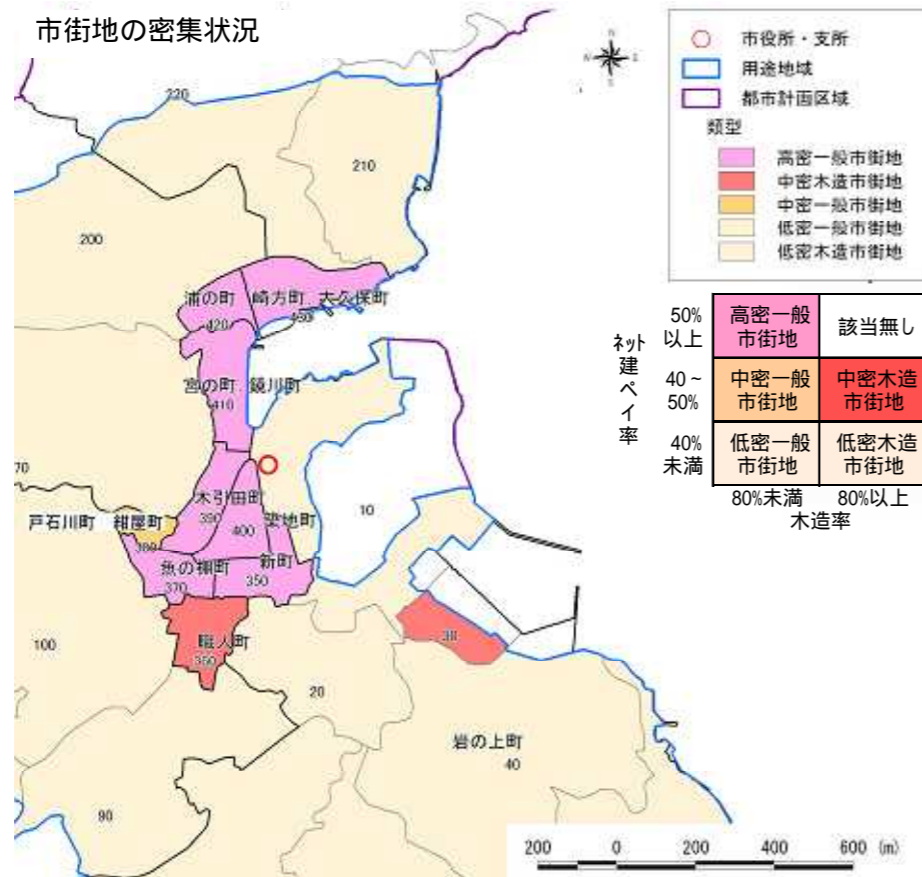 市街地の密集状況
市役所・支所
用途地域
都市計画区域
類型
高密一般市街地
中密木造市街地
中密一般市街地
低密一般市街地
低密木造市街地
N
S
220
210
200
浦の町
崎方町、大久保町
420
430
宮の町、鏡川町
410
70
木引田町
390
400
築地町
10
戸石川町
紺屋町
380
魚の棚町
370
新町
350
100
職人町
360
30
20
岩の上町
40
90
ネット建ペイ率
50%以上
高密一般市街地
該当無し
40~50%
中密一般市街地
中密木造市街地
40%未満
低密一般市街地
低密木造市街地
80%未満 80%以上
木造率
200 0 200 400 600 (m)